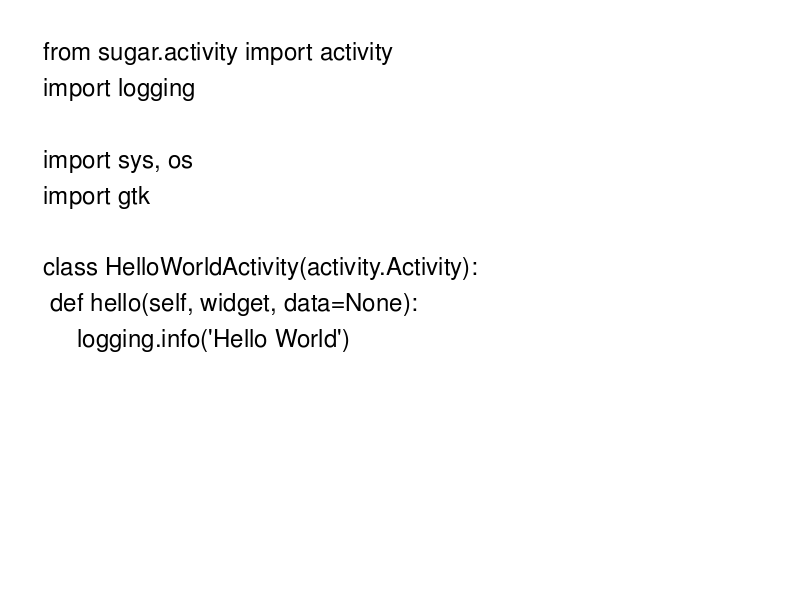 from sugar.activity import activity
import logging

import sys, os
import gtk

class HelloWorldActivity(activity.Activity):
 def hello(self, widget, data=None):
     logging.info('Hello World')